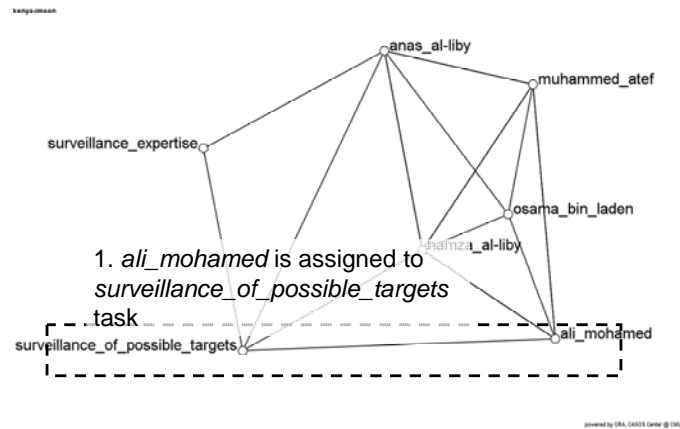 kenya-imoon
anas_al-liby
muhammed_atef
surveillance_expertise
osama_bin_laden
hamza_al-liby
1. ali_mohamed is assigned to
surveillance_of_possible_targets
task
ali_mohamed
surveillance_of_possible_targets
powered by ORA, CASOS Center @ CMU